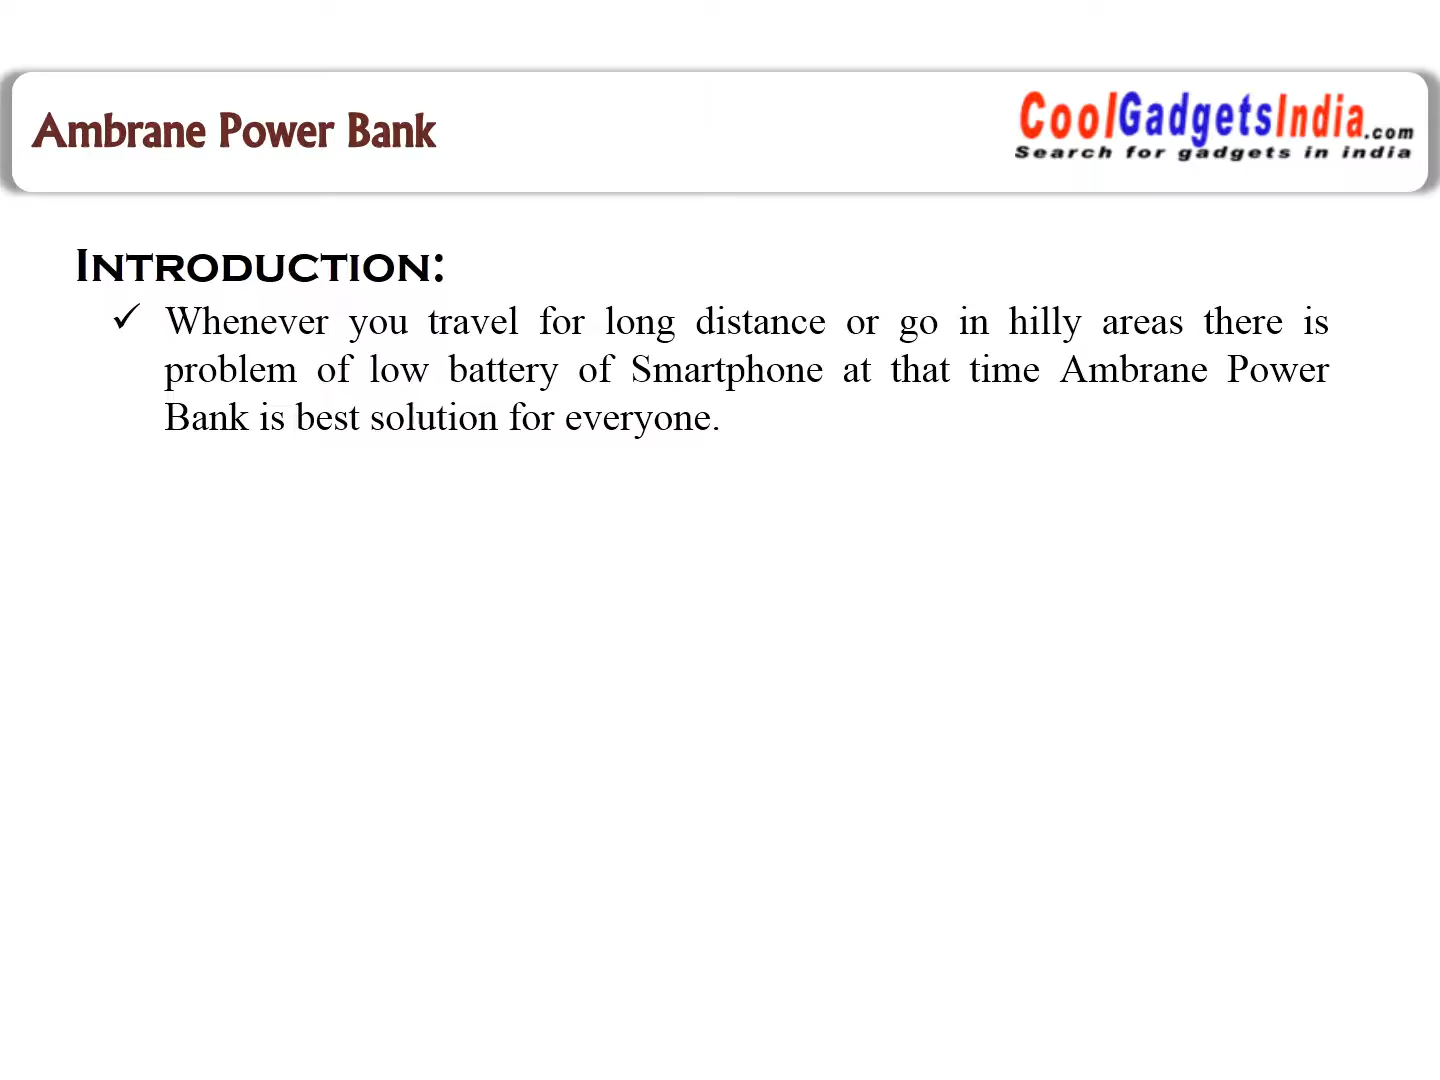 Ambrane Power Bank
CoolGadgetsIndia.com
Search for gadgets in india
Introduction:
✓ Whenever you travel for long distance or go in hilly areas there is
problem of low battery of Smartphone at that time Ambrane Power
Bank is best solution for everyone.